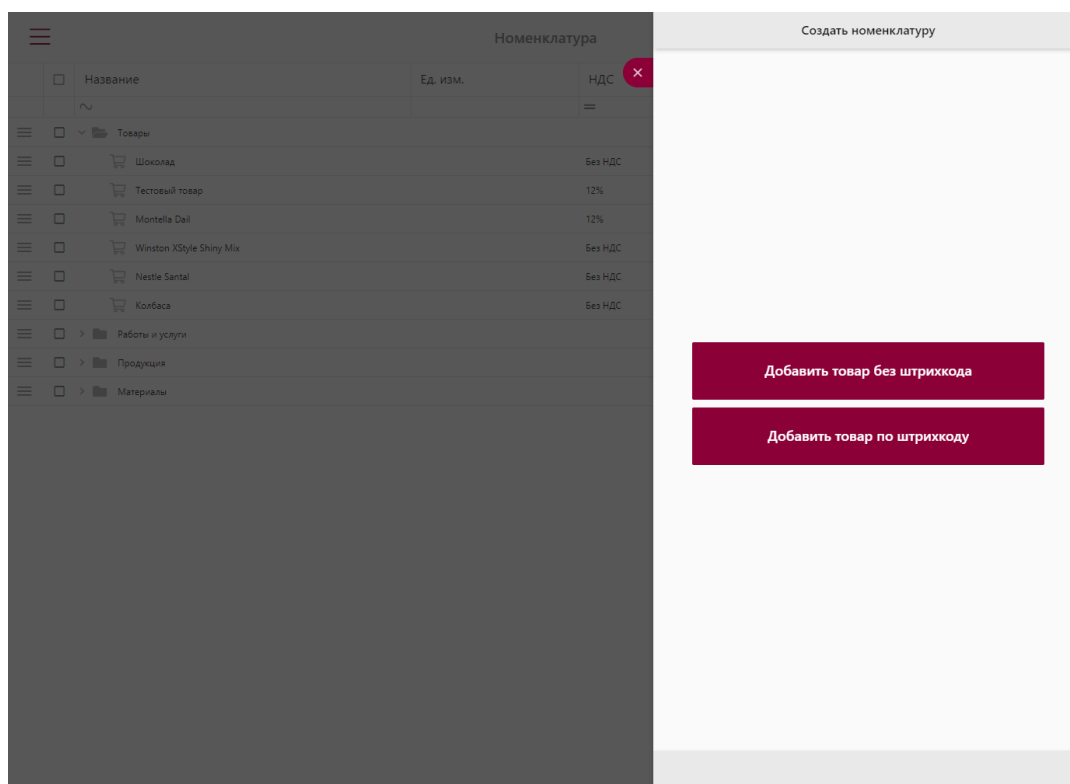 Номенклатура
Создать номенклатуру
Название Ед. изм. НДС
Товары
Шоколад Без НДС
Тестовый товар 12%
Montella Dail 12%
Winston XStyle Shiny Mix Без НДС
Nestle Santal Без НДС
Колбаса Без НДС
Работы и услуги
Продукция
Материалы
Добавить товар без штрихкода
Добавить товар по штрихкоду